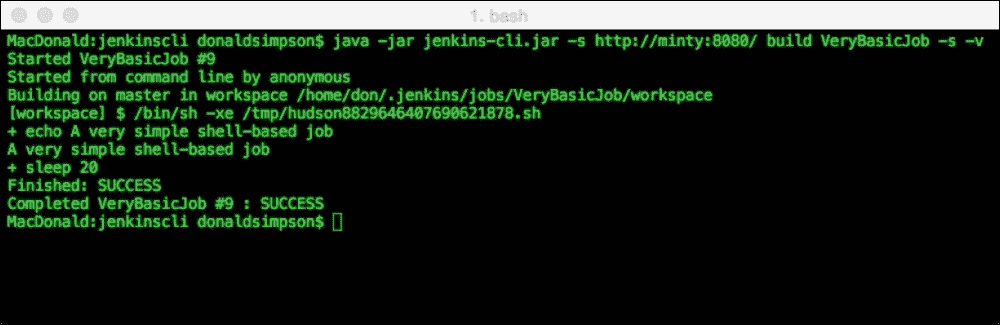 1. bash
MacDonald:jenkinscli donaldsimpson$ java -jar jenkins-cli.jar -s http://minty:8080/ build VeryBasicJob -s -v
Started VeryBasicJob #9
Started from command line by anonymous
Building on master in workspace /home/don/.jenkins/jobs/VeryBasicJob/workspace
[workspace] $ /bin/sh -xe /tmp/hudson8829646407690621878.sh
+ echo A very simple shell-based job
A very simple shell-based job
+ sleep 20
Finished: SUCCESS
Completed VeryBasicJob #9 : SUCCESS
MacDonald:jenkinscli donaldsimpson$